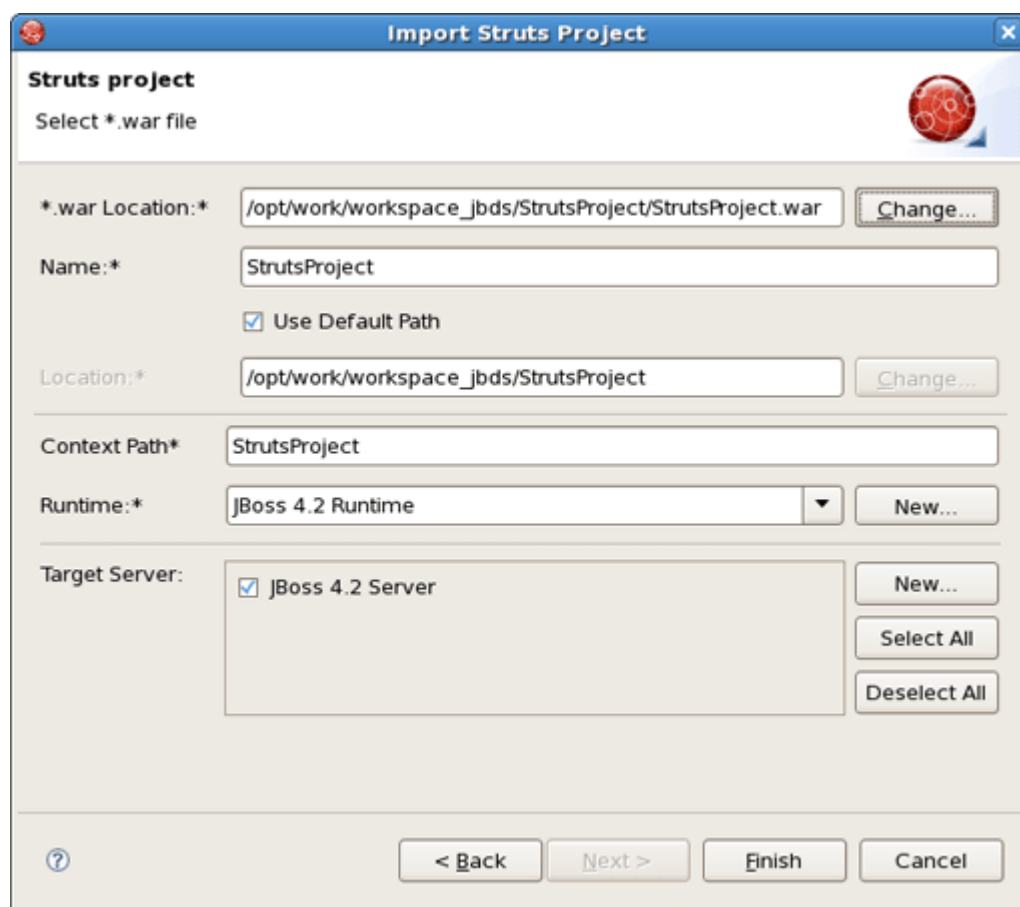 Import Struts Project
Struts project
Select *.war file
*.war Location:* /opt/work/workspace_jbds/StrutsProject/StrutsProject.war Change...
Name:* StrutsProject
Use Default Path
Location:* /opt/work/workspace_jbds/StrutsProject Change...
Context Path* StrutsProject
Runtime:* JBoss 4.2 Runtime New...
Target Server: JBoss 4.2 Server New...
Select All
Deselect All
< Back Next > Finish Cancel